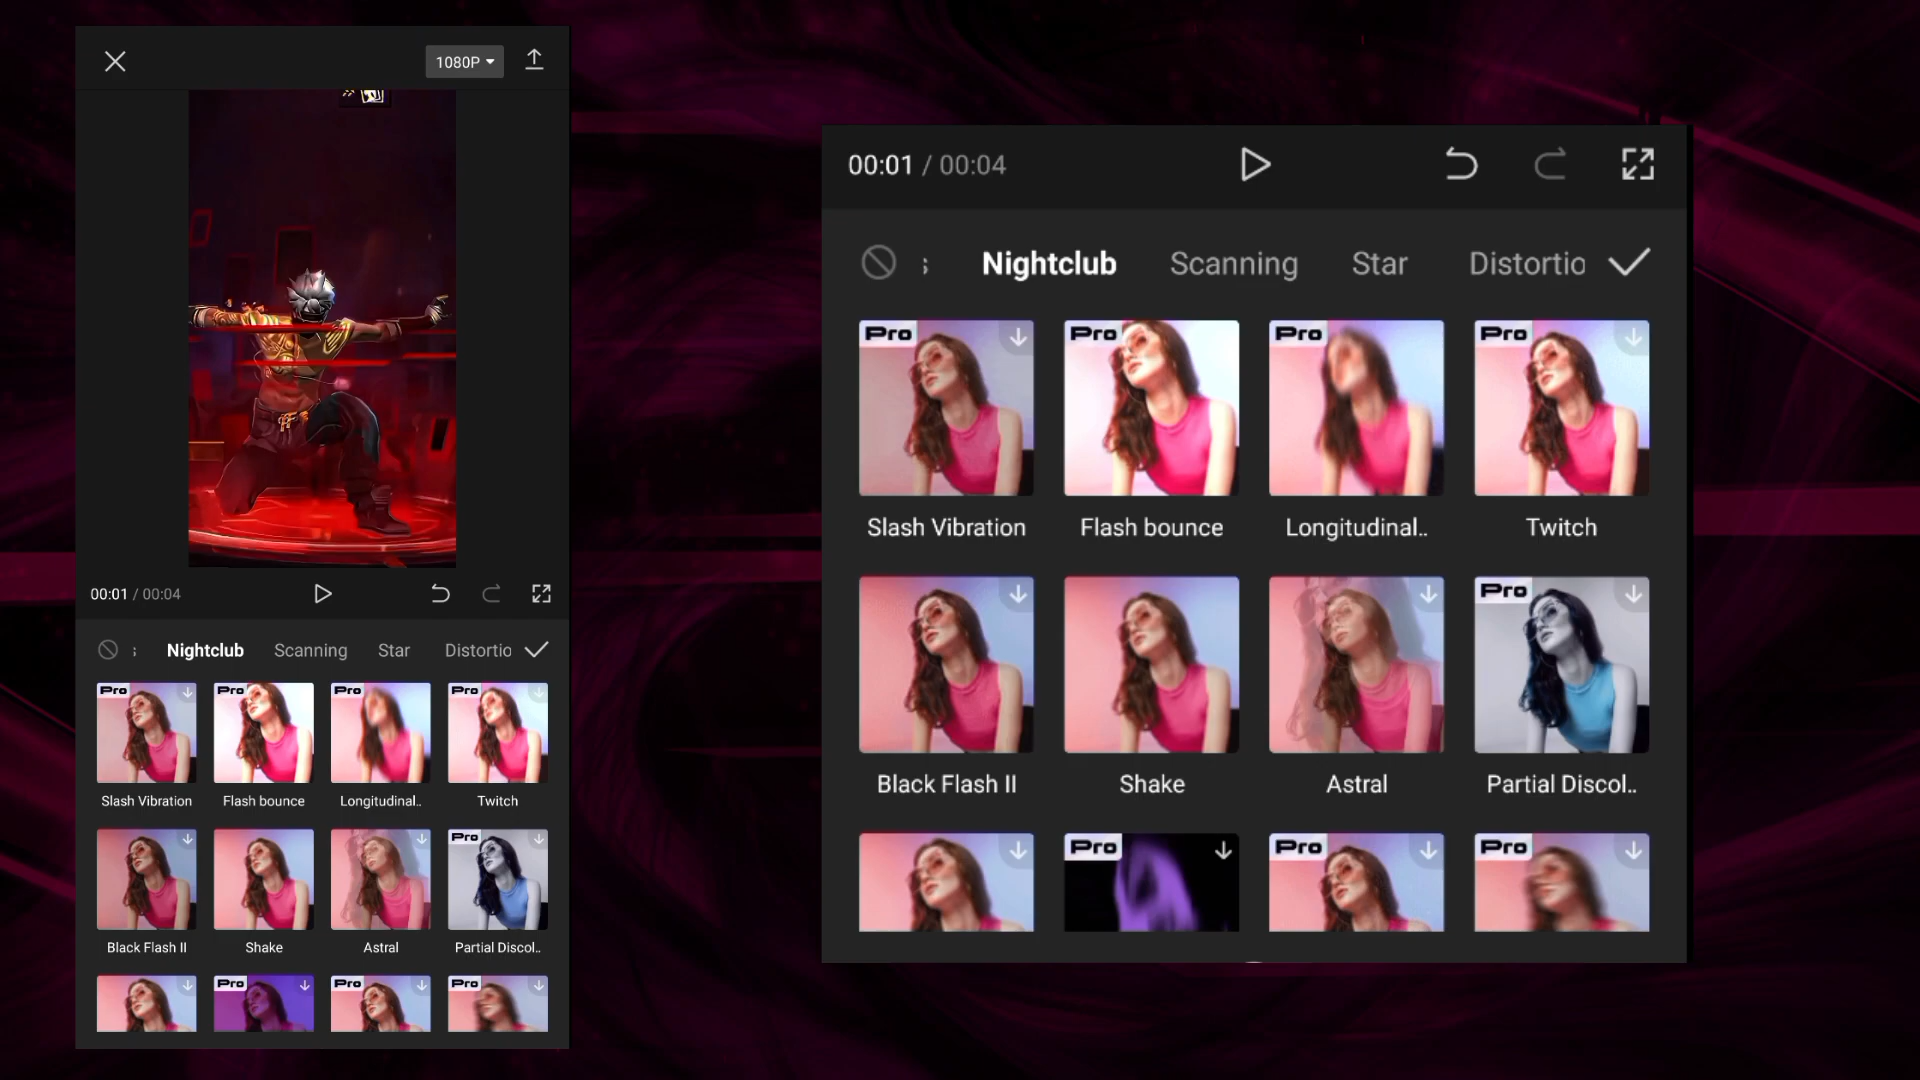 1080P
00:01 / 00:04
Nightclub Scanning Star Distortio
Pro Pro Pro Pro
Slash Vibration Flash bounce Longitudinal.. Twitch
Pro
Black Flash II Shake Astral Partial Discol..
Pro Pro Pro
00:01 / 00:04
s Nightclub Scanning Star Distortio
Pro Pro Pro Pro
Slash Vibration Flash bounce Longitudinal.. Twitch
Pro
Black Flash II Shake Astral Partial Discol..
Pro Pro Pro